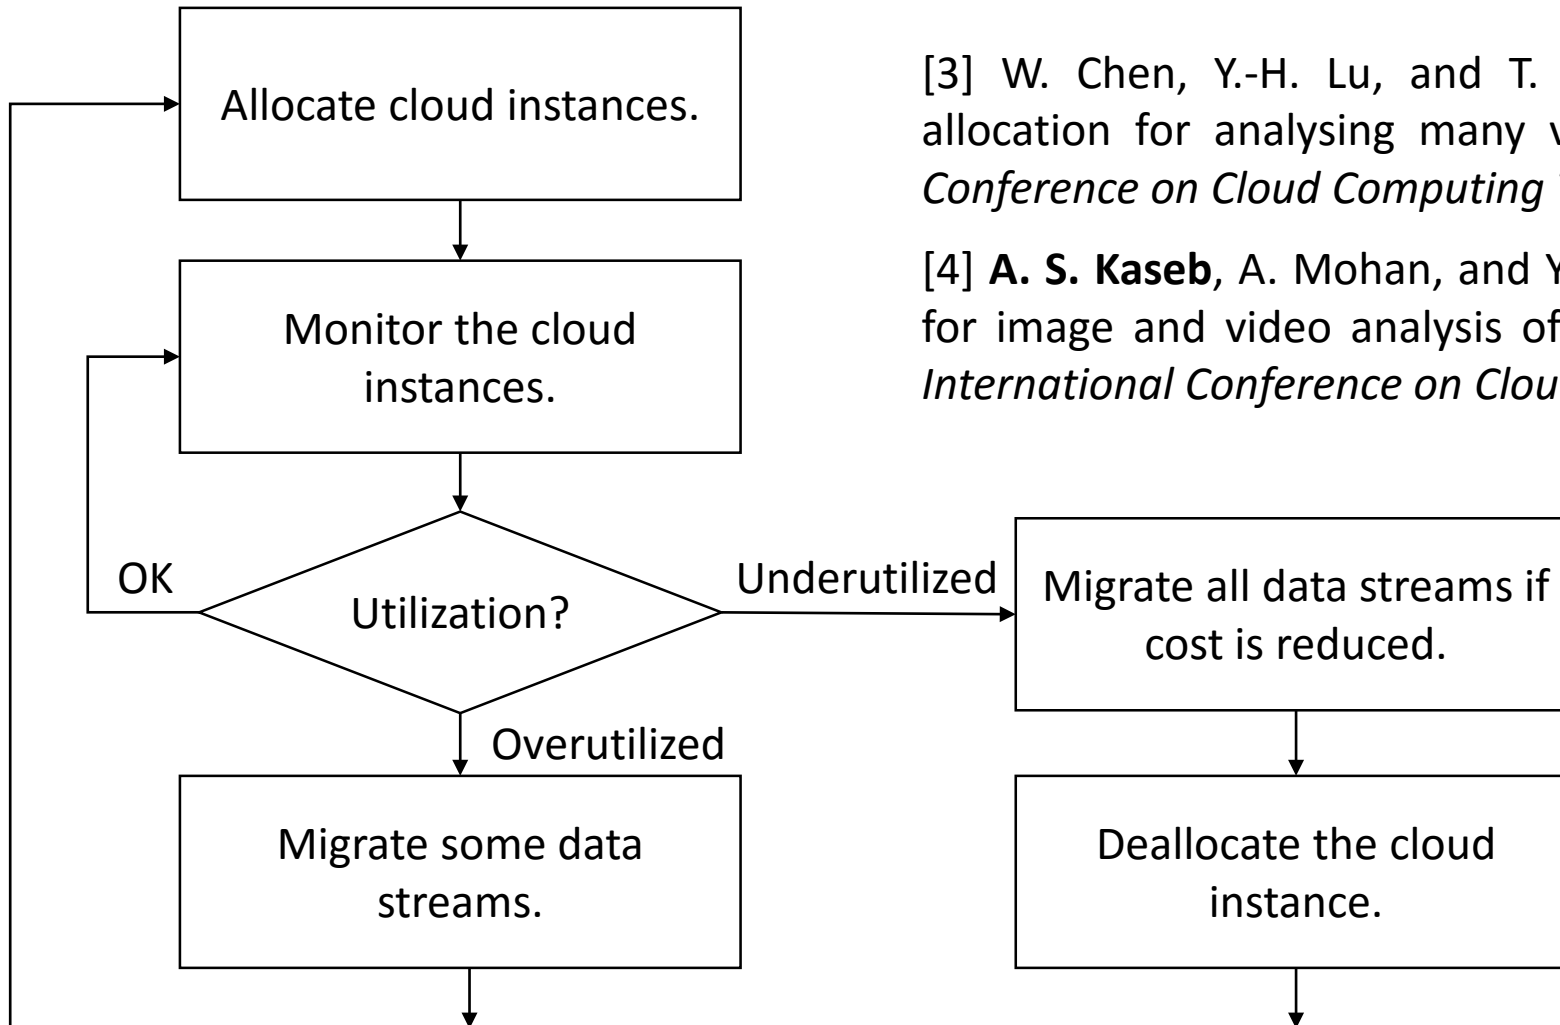 Allocate cloud instances.
[3] W. Chen, Y.-H. Lu, and T.
allocation for analysing many
Conference on Cloud Computing
[4] A. S. Kaseb, A. Mohan, and
for image and video analysis of
International Conference on
Monitor the cloud
instances.
OK
Utilization?
Underutilized
Migrate all data streams if
cost is reduced.
Overutilized
Migrate some data
streams.
Deallocate the cloud
instance.